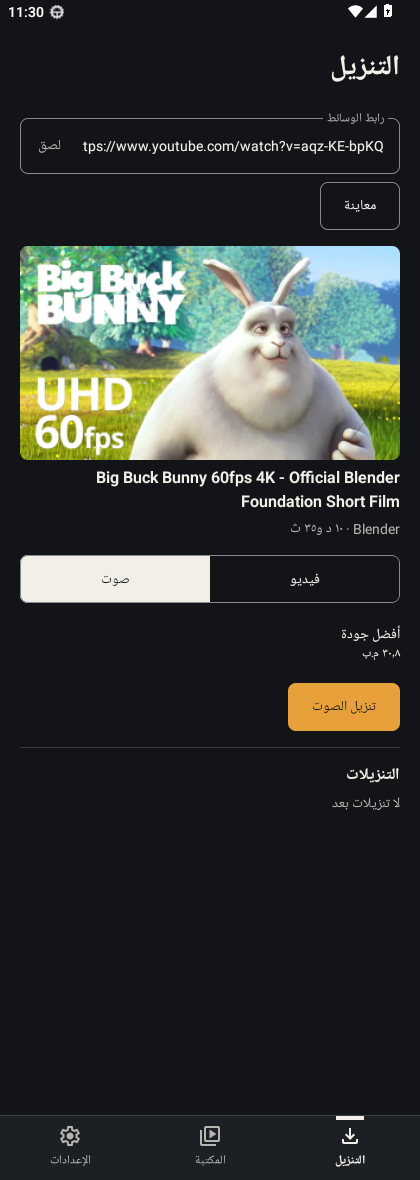 11:30
التنزيل
رابط الوسائط
tps://www.youtube.com/watch?v=aqz-KE-bpKQ
لصق
معاينة
Big Buck
BUNNY
UHD
60fps
Big Buck Bunny 60fps 4K - Official Blender
Foundation Short Film
Blender · ١٠ د و٣٥ ث
فيديو
صوت
أفضل جودة
٣٠٫٨ م.ب
تنزيل الصوت
التنزيلات
لا تنزيلات بعد
التنزيل
المكتبة
الإعدادات